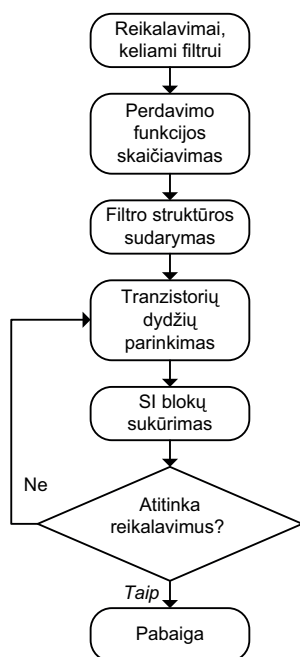 Reikalavimai,
keliami filtrui
Perdavimo
funkcijos
skaičiavimas
Filtro struktūros
sudarymas
Tranzistorių
dydžių
parinkimas
SI blokų
sukūrimas
Ne
Atitinka
reikalavimus?
Taip
Pabaiga